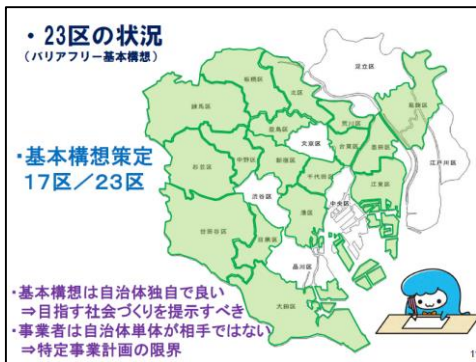 ・23区の状況
(バリアフリー基本構想)
足立区
板橋区
北区
葛飾区
練馬区
荒川区
豊島区
文京区
台東区
墨田区
江戸川区
中野区
杉並区
新宿区
千代田区
・基本構想策定
17区/23区
江東区
渋谷区
中央区
港区
世田谷区
目黒区
品川区
大田区
・基本構想は自治体独自で良い
⇒目指す社会づくりを提示すべき
・事業者は自治体単体が相手ではない
⇒特定事業計画の限界